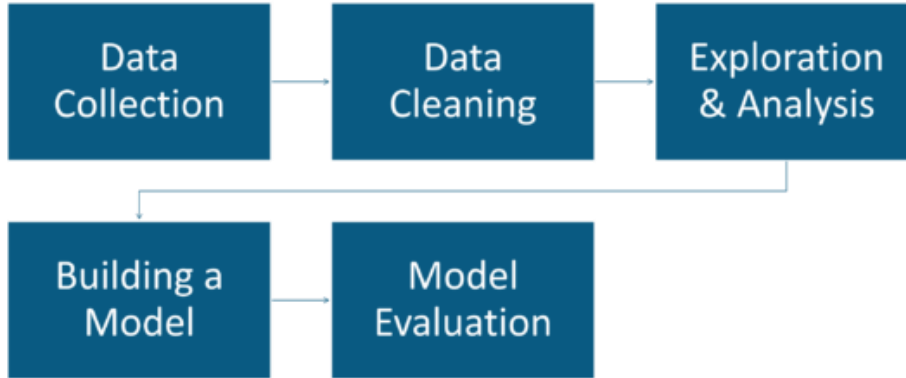 Data
Collection
Data
Cleaning
Exploration
& Analysis
Building a
Model
Model
Evaluation